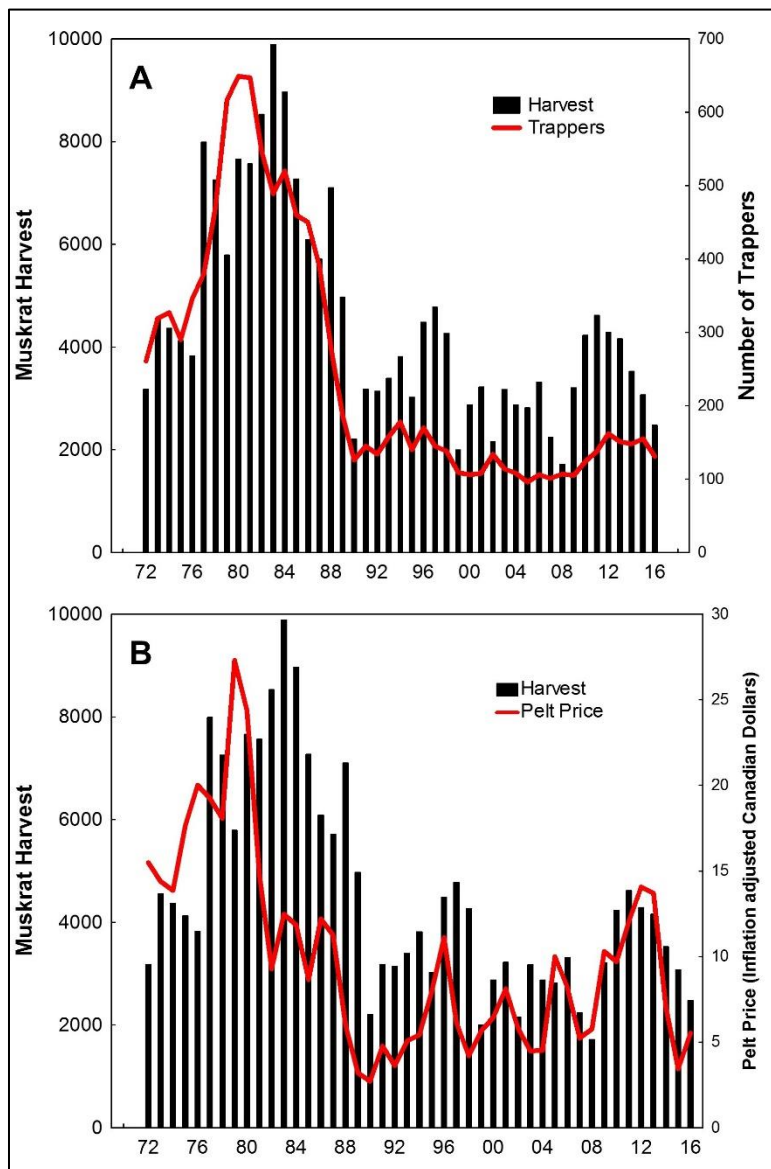 A
Harvest
Trappers
Muskrat Harvest
10000
8000
6000
4000
2000
0
700
600
500
400
300
200
100
0
Number of Trappers
72 76 80 84 88 92 96 00 04 08 12 16
B
Harvest
Pelt Price
Muskrat Harvest
10000
8000
6000
4000
2000
0
30
25
20
15
10
5
0
Pelt Price (Inflation adjusted Canadian Dollars)
72 76 80 84 88 92 96 00 04 08 12 16